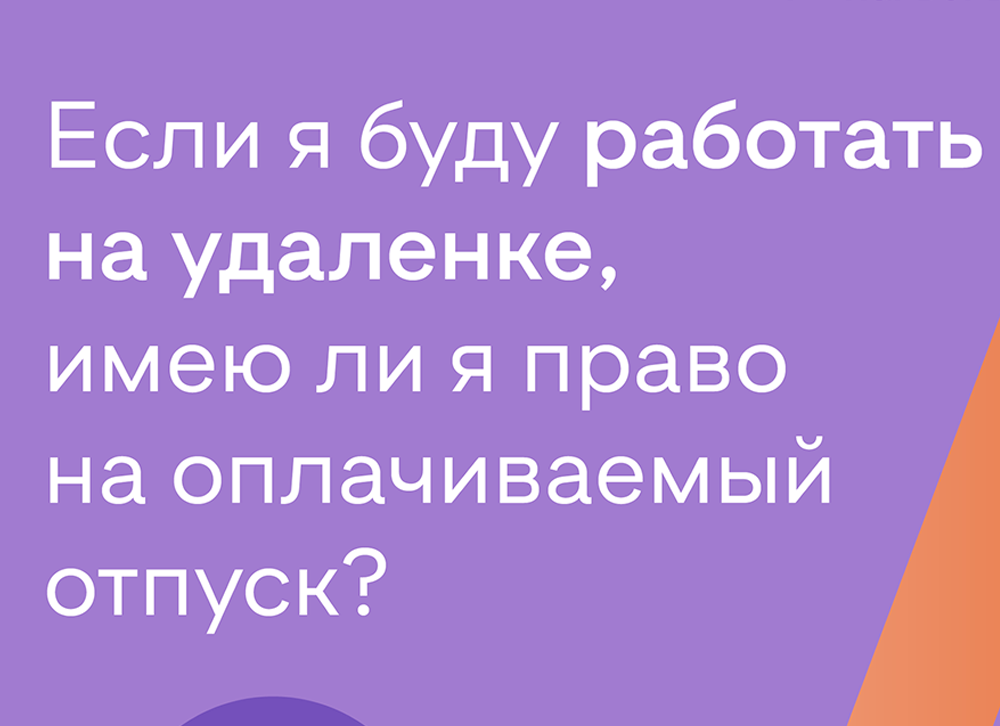 Если я буду работать
на удаленке,
имею ли я право
на оплачиваемый
отпуск?